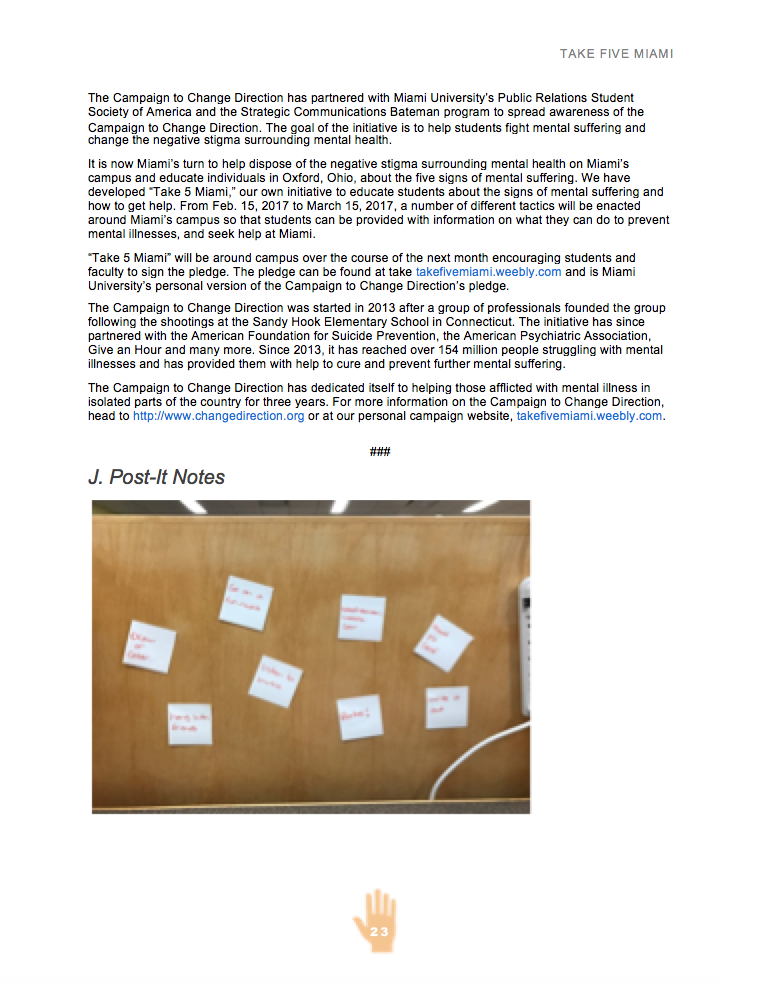 TAKE FIVE MIAMI
The Campaign to Change Direction has partnered with Miami University's Public Relations Student
Society of America and the Strategic Communications Bateman program to spread awareness of the
Campaign to Change Direction. The goal of the initiative is to help students fight mental suffering and
change the negative stigma surrounding mental health.
It is now Miami's turn to help dispose of the negative stigma surrounding mental health on Miami's
campus and educate individuals in Oxford, Ohio, about the five signs of mental suffering. We have
developed “Take 5 Miami,” our own initiative to educate students about the signs of mental suffering and
how to get help. From Feb. 15, 2017 to March 15, 2017, a number of different tactics will be enacted
around Miami's campus so that students can be provided with information on what they can do to prevent
mental illnesses, and seek help at Miami.
“Take 5 Miami” will be around campus over the course of the next month encouraging students and
faculty to sign the pledge. The pledge can be found at take takefivemiami.weebly.com and is Miami
University's personal version of the Campaign to Change Direction's pledge.
The Campaign to Change Direction was started in 2013 after a group of professionals founded the group
following the shootings at the Sandy Hook Elementary School in Connecticut. The initiative has since
partnered with the American Foundation for Suicide Prevention, the American Psychiatric Association,
Give an Hour and many more. Since 2013, it has reached over 154 million people struggling with mental
illnesses and has provided them with help to cure and prevent further mental suffering.
The Campaign to Change Direction has dedicated itself to helping those afflicted with mental illness in
isolated parts of the country for three years. For more information on the Campaign to Change Direction,
head to http://www.changedirection.org or at our personal campaign website, takefivemiami.weebly.com.
###
J. Post-It Notes
Listen to
music
23